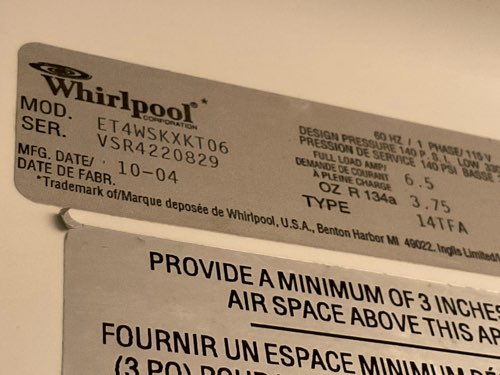 Whirlpool*
CORPORATION
MOD. ET4WSKXKT06
SER. VSR4220829
MFG. DATE/ 10-04
DATE DE FABR.
*Trademark of/Marque deposée de Whirlpool, U.S.A., Benton Harbor MI 49022, Inglis Limited/
60 HZ / 1 PHASE/ 115 V
DESIGN PRESSURE 140 P.S.I. LOW
PRESSION DE SERVICE 140 PSI BASSE
FULL LOAD AMP/
DEMANDE DE COURANT 6.5
À PLEINE CHARGE
OZ R 134a 3.75
TYPE 14TFA
PROVIDE A MINIMUM OF 3 INCHES
AIR SPACE ABOVE THIS AP
FOURNIR UN ESPACE MINIMUM
(3 PO)